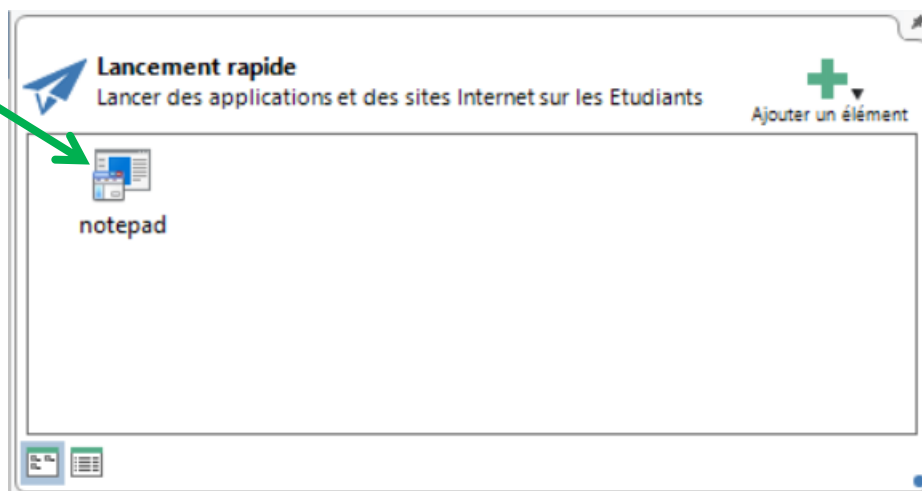 Lancement rapide
Lancer des applications et des sites Internet sur les Etudiants
Ajouter un élément
notepad